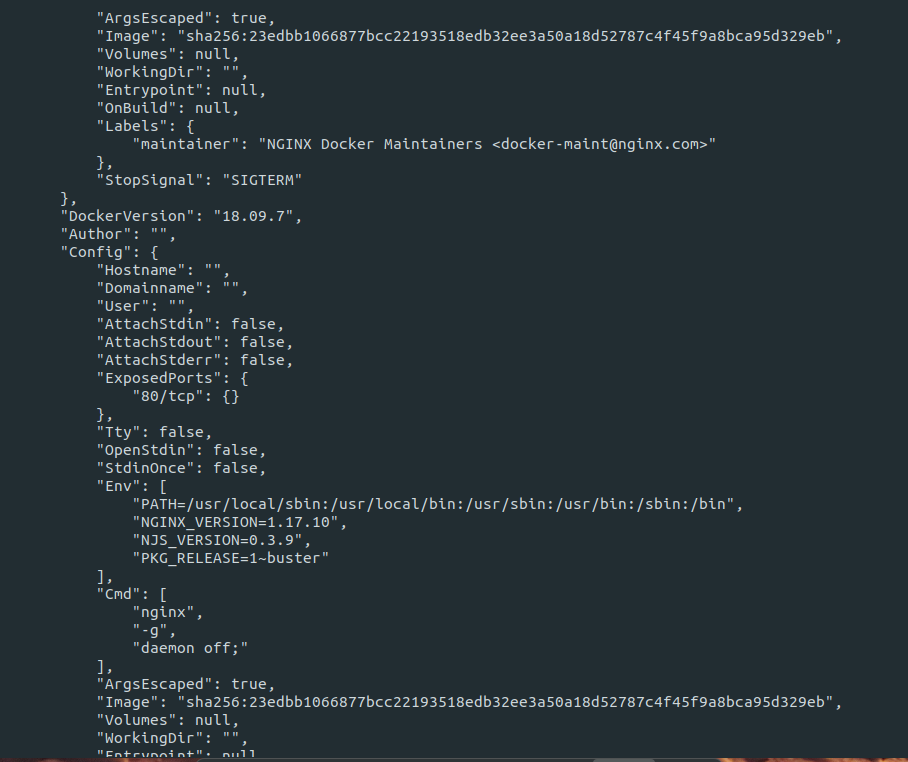 "ArgsEscaped": true,
"Image": "sha256:23edbb1066877bcc22193518edb32ee3a50a18d52787c4f45f9a8bca95d329eb",
"Volumes": null,
"WorkingDir": "",
"Entrypoint": null,
"OnBuild": null,
"Labels": {
"maintainer": "NGINX Docker Maintainers <docker-maint@nginx.com>"
},
"StopSignal": "SIGTERM"
},
"DockerVersion": "18.09.7",
"Author": "",
"Config": {
"Hostname": "",
"Domainname": "",
"User": "",
"AttachStdin": false,
"AttachStdout": false,
"AttachStderr": false,
"ExposedPorts": {
"80/tcp": {}
},
"Tty": false,
"OpenStdin": false,
"StdinOnce": false,
"Env": [
"PATH=/usr/local/sbin:/usr/local/bin:/usr/sbin:/usr/bin:/sbin:/bin",
"NGINX_VERSION=1.17.10",
"NJS_VERSION=0.3.9",
"PKG_RELEASE=1~buster"
],
"Cmd": [
"nginx",
"-g",
"daemon off;"
],
"ArgsEscaped": true,
"Image": "sha256:23edbb1066877bcc22193518edb32ee3a50a18d52787c4f45f9a8bca95d329eb",
"Volumes": null,
"WorkingDir": "",
"Entrypoint": null